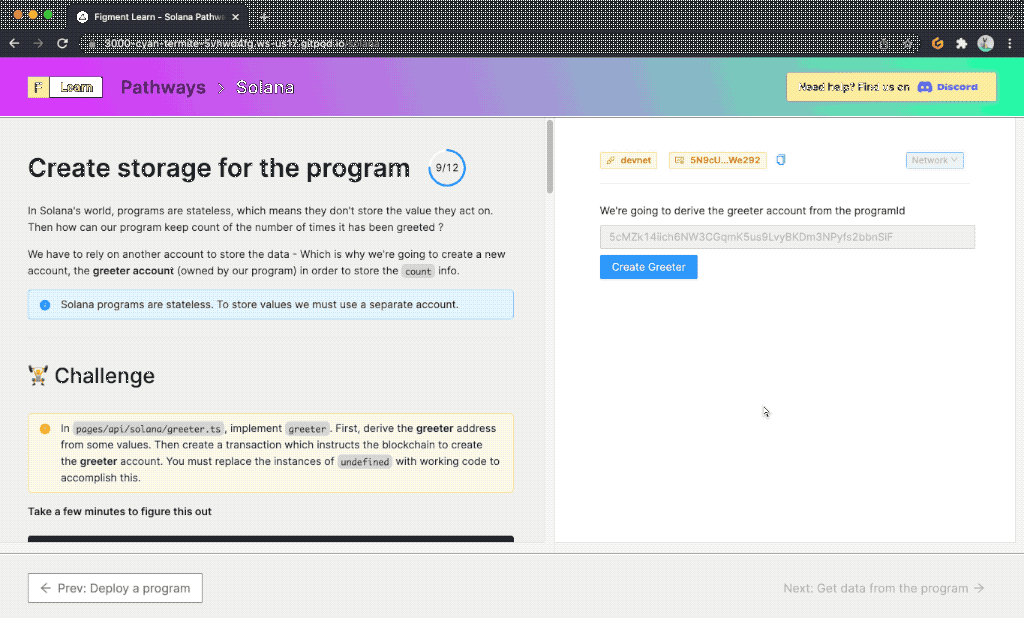 Figment Learn - Solana Pathw
3000-cyan-termite-5vhwd4fg.ws-us17.gitpod.io/solana
F Learn
Pathways > Solana
Need help? Find us on Discord
Create storage for the program
9/12
In Solana's world, programs are stateless, which means they don't store the value they act on.
Then how can our program keep count of the number of times it has been greeted ?
We have to rely on another account to store the data - Which is why we're going to create a new
account, the greeter account (owned by our program) in order to store the count info.
Solana programs are stateless. To store values we must use a separate account.
Challenge
In pages/api/solana/greeter.ts, implement greeter. First, derive the greeter address
from some values. Then create a transaction which instructs the blockchain to create
the greeter account. You must replace the instances of undefined with working code to
accomplish this.
Take a few minutes to figure this out
devnet
5N9cU...We292
Network
We're going to derive the greeter account from the programId
Create Greeter
← Prev: Deploy a program
Next: Get data from the program →